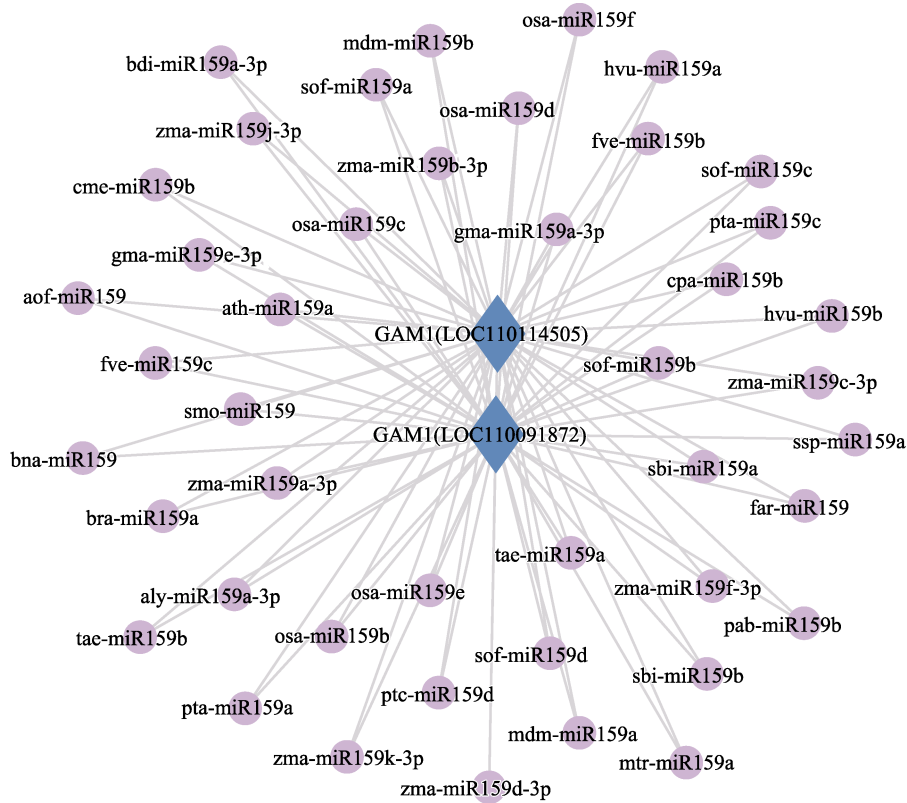 osa-miR159f
mdm-miR159b
bdi-miR159a-3p
hvu-miR159a
sof-miR159a
osa-miR159d
zma-miR159j-3p
fve-miR159b
zma-miR159b-3p
sof-miR159c
cme-miR159b
pta-miR159c
osa-miR159c
gma-miR159a-3p
gma-miR159e-3p
cpa-miR159b
aof-miR159
ath-miR159a
hvu-miR159b
GAM1(LOC110114505)
fve-miR159c
sof-miR159b
zma-miR159c-3p
smo-miR159
GAM1(LOC110091872)
ssp-miR159a
bna-miR159
sbi-miR159a
zma-miR159a-3p
far-miR159
bra-miR159a
tae-miR159a
zma-miR159f-3p
aly-miR159a-3p
osa-miR159e
pab-miR159b
tae-miR159b
osa-miR159b
sof-miR159d
sbi-miR159b
ptc-miR159d
pta-miR159a
mdm-miR159a
zma-miR159k-3p
mtr-miR159a
zma-miR159d-3p